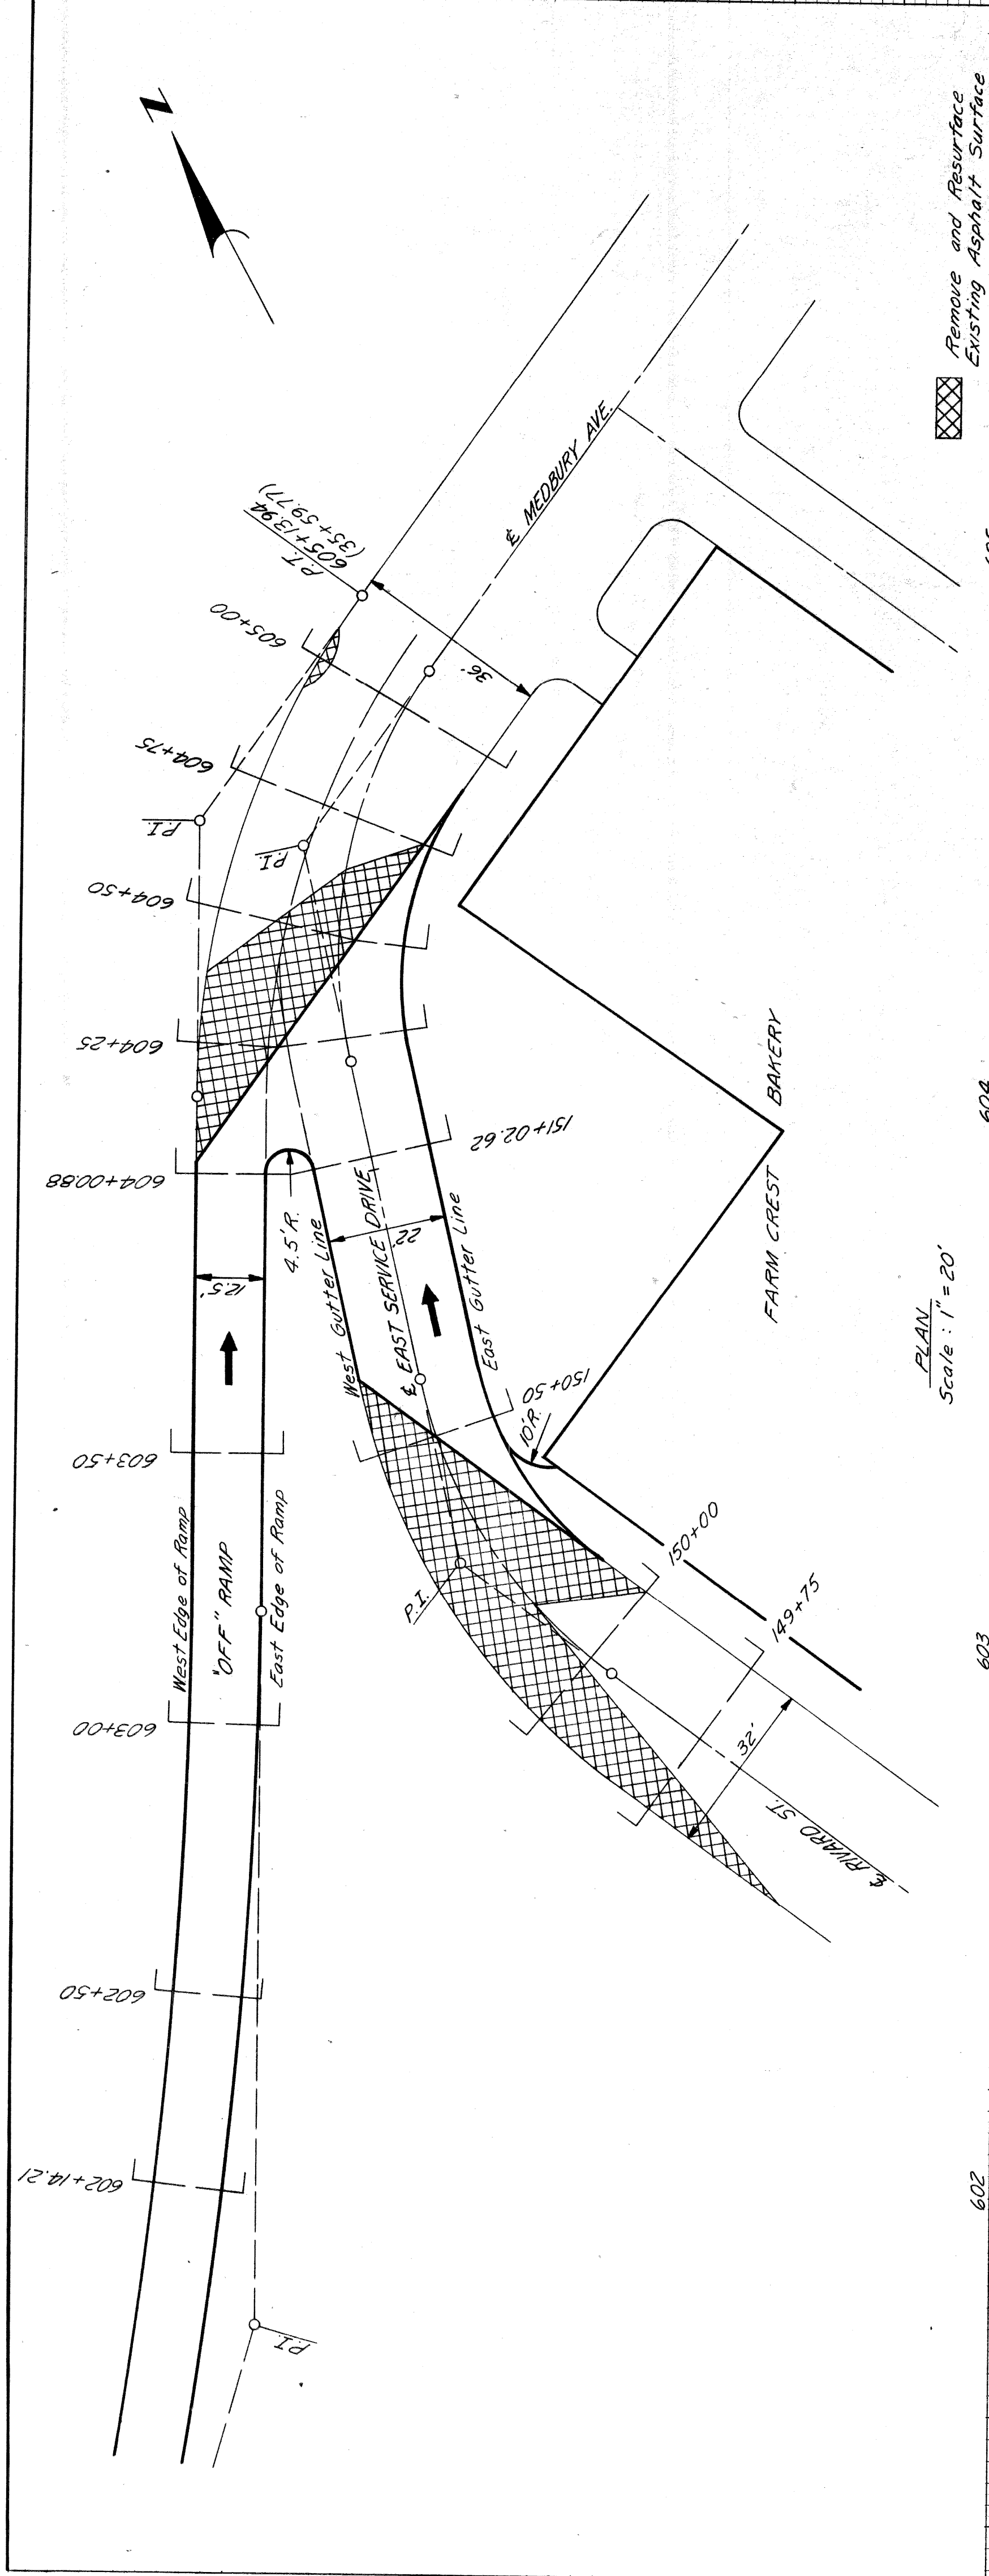 N
Remove and Resurface
Existing Asphalt Surface
P.T.
605+13.94
(35+59.77)
605+00
604+75
P.I.
P.I.
604+50
604+25
604+00.88
36'
℄ MEDBURY AVE.
12.5'
4.5' R.
West Gutter Line
22'
℄ EAST SERVICE DRIVE
151+02.62
East Gutter Line
150+50
10' R.
FARM CREST BAKERY
603+50
West Edge of Ramp
"OFF" RAMP
East Edge of Ramp
603+00
P.I.
150+00
149+75
32'
℄ RIVARD ST.
602+50
602+14.21
P.I.
PLAN
Scale : 1" = 20'
602
603
604